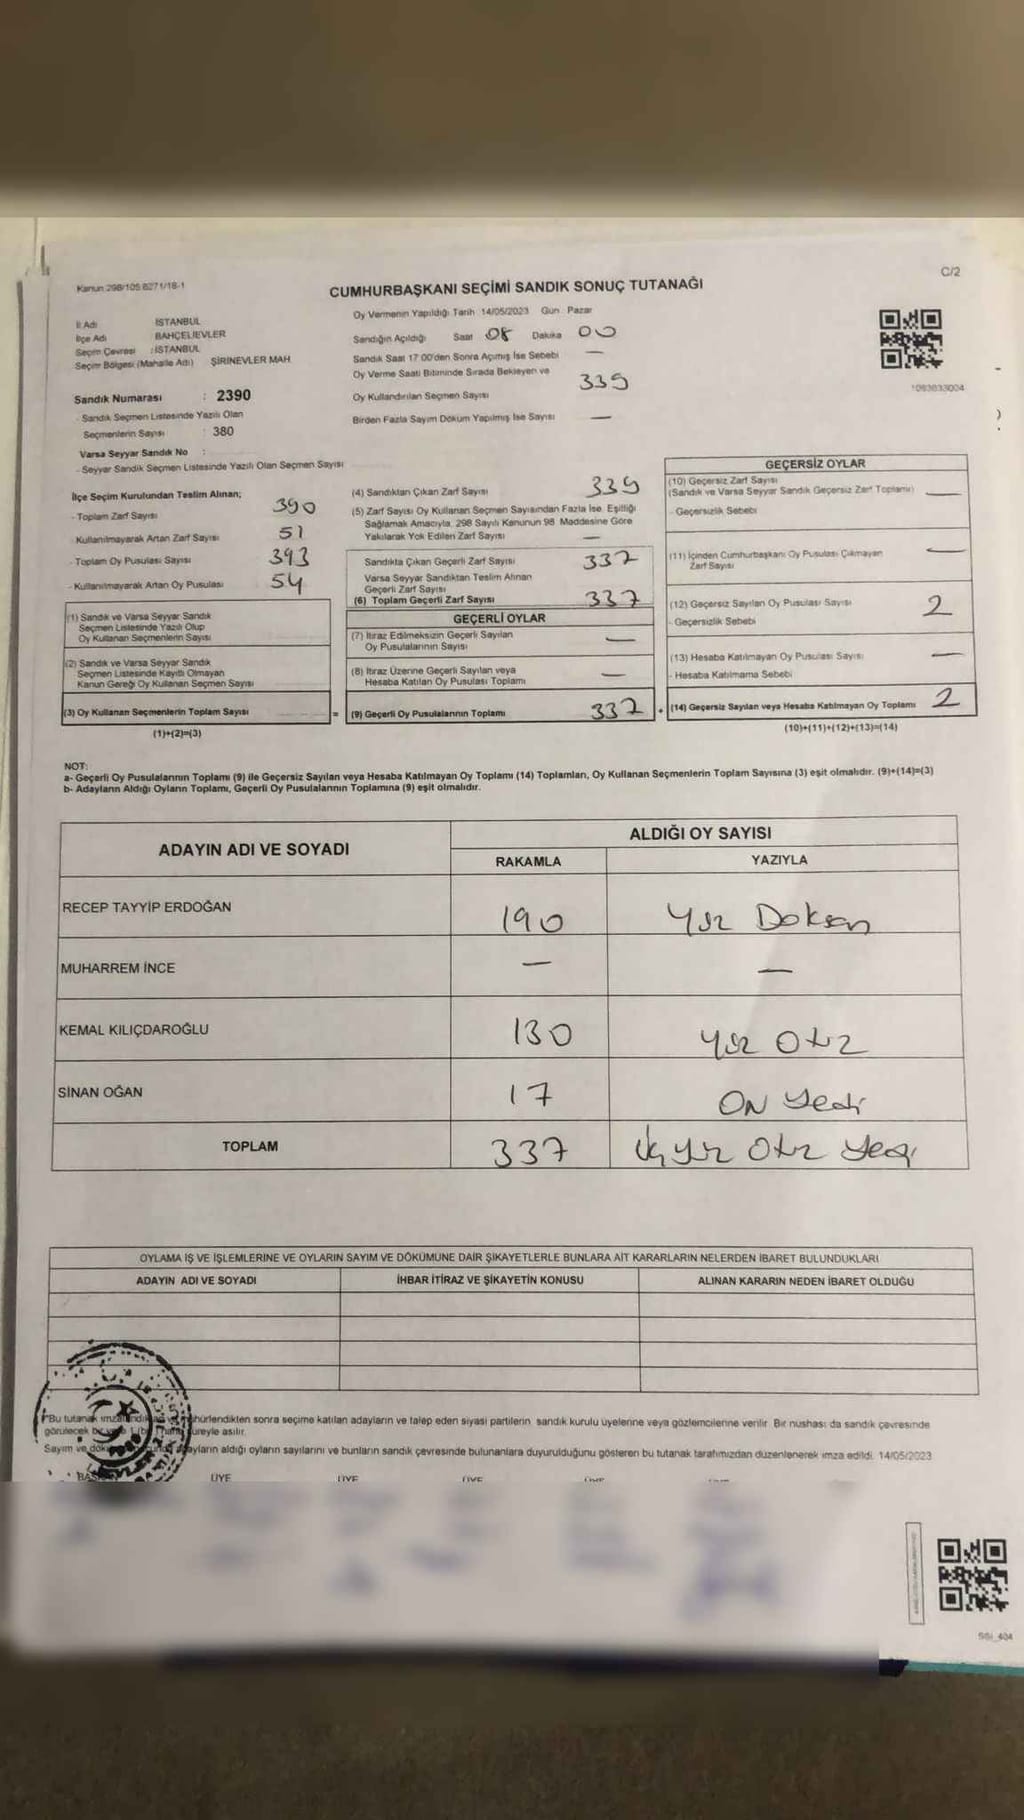 C/2
Kanun 298/105 6271/18-1
CUMHURBAŞKANI SEÇİMİ SANDIK SONUÇ TUTANAĞI
İl Adı İSTANBUL
İlçe Adı BAHÇELİEVLER
Seçim Çevresi : İSTANBUL
Seçim Bölgesi (Mahalle Adı) ŞİRİNEVLER MAH
Sandık Numarası : 2390
- Sandık Seçmen Listesinde Yazılı Olan
Seçmenlerin Sayısı : 380
Varsa Seyyar Sandık No :
- Seyyar Sandık Seçmen Listesinde Yazılı Olan Seçmen Sayısı
Oy Vermenin Yapıldığı Tarih 14/05/2023 Gün Pazar
Sandığın Açıldığı Saat 08 Dakika 00
Sandık Saat 17 00'den Sonra Açmış İse Sebebi —
Oy Verme Saati Bitiminde Sırada Bekleyen ve
Oy Kullandırılan Seçmen Sayısı 339
Birden Fazla Sayım Döküm Yapılmış İse Sayısı —
1063633004
İlçe Seçim Kurulundan Teslim Alınan;
- Toplam Zarf Sayısı 390
- Kullanılmayarak Artan Zarf Sayısı 51
- Toplam Oy Pusulası Sayısı 393
- Kullanılmayarak Artan Oy Pusulası 54
(1) Sandık ve Varsa Seyyar Sandık
Seçmen Listesinde Yazılı Olup
Oy Kullanan Seçmenlerin Sayısı
(2) Sandık ve Varsa Seyyar Sandık
Seçmen Listesinde Kayıtlı Olmayan
Kanun Gereği Oy Kullanan Seçmen Sayısı
(3) Oy Kullanan Seçmenlerin Toplam Sayısı
(1)+(2)=(3)
(4) Sandıktan Çıkan Zarf Sayısı 339
(5) Zarf Sayısı Oy Kullanan Seçmen Sayısından Fazla İse, Eşitliği
Sağlamak Amacıyla, 298 Sayılı Kanunun 98 Maddesine Göre
Yakılarak Yok Edilen Zarf Sayısı —
Sandıkta Çıkan Geçerli Zarf Sayısı 337
Varsa Seyyar Sandıktan Teslim Alınan
Geçerli Zarf Sayısı
(6) Toplam Geçerli Zarf Sayısı 337
GEÇERLİ OYLAR
(7) İtiraz Edilmeksizin Geçerli Sayılan
Oy Pusulalarının Sayısı —
(8) İtiraz Üzerine Geçerli Sayılan veya
Hesaba Katılan Oy Pusulası Toplamı —
= (9) Geçerli Oy Pusulalarının Toplamı 337
GEÇERSİZ OYLAR
(10) Geçersiz Zarf Sayısı
(Sandık ve Varsa Seyyar Sandık Geçersiz Zarf Toplamı) —
- Geçersizlik Sebebi
(11) İçinden Cumhurbaşkanı Oy Pusulası Çıkmayan
Zarf Sayısı —
(12) Geçersiz Sayılan Oy Pusulası Sayısı 2
- Geçersizlik Sebebi
(13) Hesaba Katılmayan Oy Pusulası Sayısı —
- Hesaba Katılmama Sebebi
+ (14) Geçersiz Sayılan veya Hesaba Katılmayan Oy Toplamı 2
(10)+(11)+(12)+(13)=(14)
NOT:
a- Geçerli Oy Pusulalarının Toplamı (9) ile Geçersiz Sayılan veya Hesaba Katılmayan Oy Toplamı (14) Toplamları, Oy Kullanan Seçmenlerin Toplam Sayısına (3) eşit olmalıdır. (9)+(14)=(3)
b- Adayların Aldığı Oyların Toplamı, Geçerli Oy Pusulalarının Toplamına (9) eşit olmalıdır.
ADAYIN ADI VE SOYADI ALDIĞI OY SAYISI
RAKAMLA YAZIYLA
RECEP TAYYİP ERDOĞAN 190 Yüz Doksan
MUHARREM İNCE — —
KEMAL KILIÇDAROĞLU 130 Yüz Otuz
SİNAN OĞAN 17 ON Yedi
TOPLAM 337 Üç yüz Otuz Yedi
OYLAMA İŞ VE İŞLEMLERİNE VE OYLARIN SAYIM VE DÖKÜMÜNE DAİR ŞİKAYETLERLE BUNLARA AİT KARARLARIN NELERDEN İBARET BULUNDUKLARI
ADAYIN ADI VE SOYADI İHBAR İTİRAZ VE ŞİKAYETİN KONUSU ALINAN KARARIN NEDEN İBARET OLDUĞU
Bu tutanak mühürlendikten sonra seçime katılan adayların ve talep eden siyasi partilerin sandık kurulu üyelerine veya gözlemcilerine verilir. Bir nüshası da sandık çevresinde
görülecek süreyle asılır.
Sayım ve adayların aldığı oyların sayılarını ve bunların sandık çevresinde bulunanlara duyurulduğunu gösteren bu tutanak tarafımızdan düzenlenerek imza edildi. 14/05/2023
ÜYE ÜYE ÜYE
SSI_404